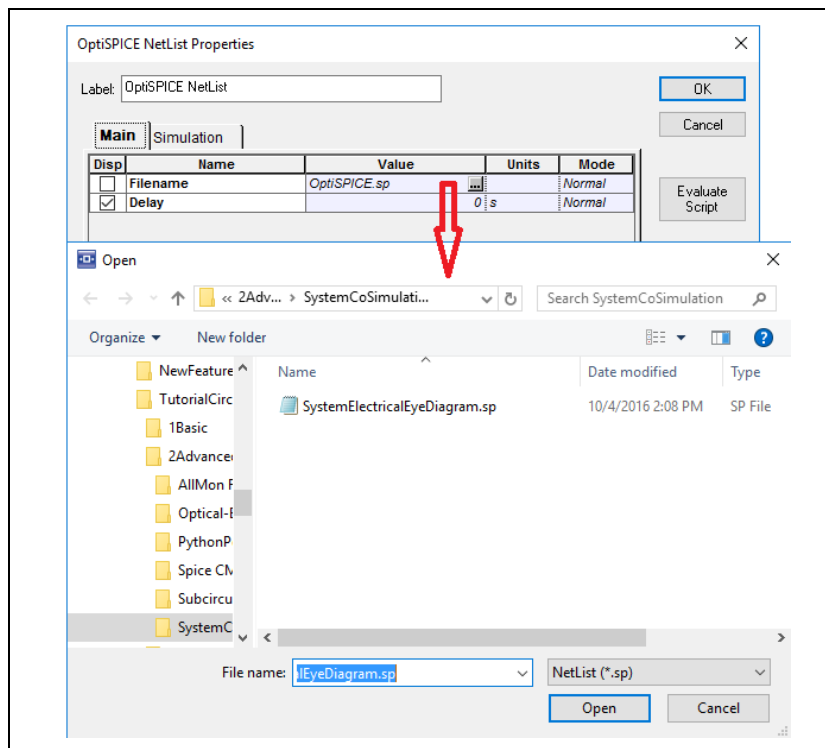 OptiSPICE NetList Properties
Label: OptiSPICE NetList
OK
Cancel
Main Simulation
Disp Name Value Units Mode
Filename OptiSPICE.sp ... Normal
Delay 0 s Normal
Evaluate Script
Open
« 2Adv... › SystemCoSimulati...
Search SystemCoSimulation
Organize New folder
NewFeature
TutorialCirc
1Basic
2Advance
AllMon F
Optical-E
PythonP
Spice CM
Subcircu
SystemC
Name Date modified Type
SystemElectricalEyeDiagram.sp 10/4/2016 2:08 PM SP File
File name: lEyeDiagram.sp NetList (*.sp)
Open Cancel